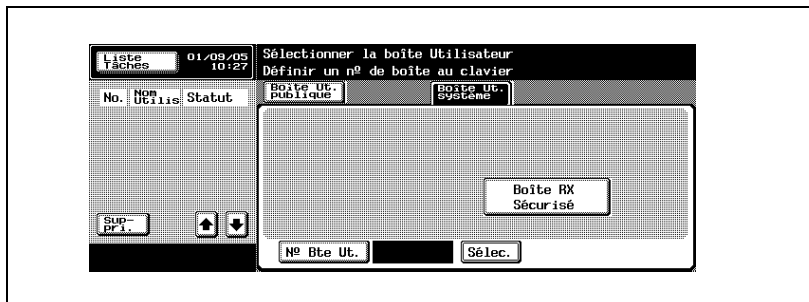 Liste
Tâches
01/09/05
10:27
Sélectionner la boîte Utilisateur
Définir un nº de boîte au clavier
No. Nom
Utilis Statut
Boîte Ut.
publique
Boîte Ut.
système
Boîte RX
Sécurisé
Sup-
pri.
Nº Bte Ut.
Sélec.